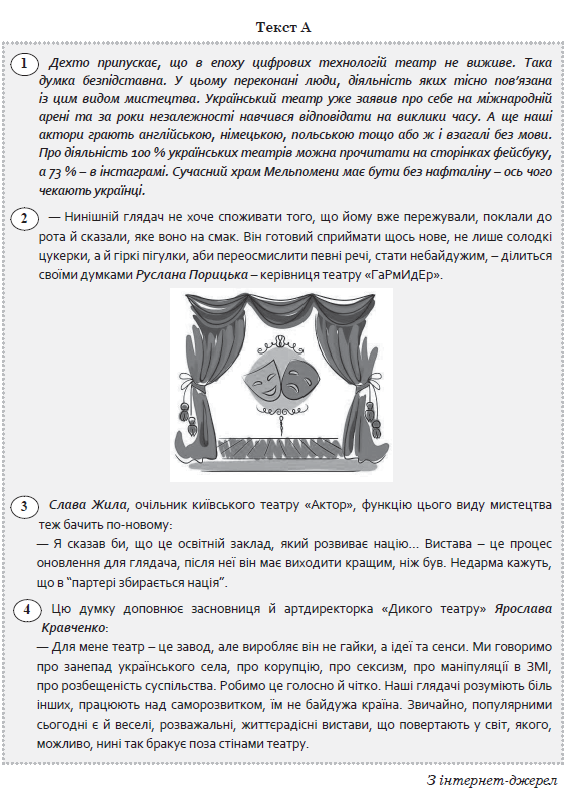 Текст А
1 Дехто припускає, що в епоху цифрових технологій театр не виживе. Така
думка безпідставна. У цьому переконані люди, діяльність яких тісно пов’язана
із цим видом мистецтва. Український театр уже заявив про себе на міжнародній
арені та за роки незалежності навчився відповідати на виклики часу. А ще наші
актори грають англійською, німецькою, польською тощо або ж і взагалі без мови.
Про діяльність 100 % українських театрів можна прочитати на сторінках фейсбуку,
а 73 % – в інстаграмі. Сучасний храм Мельпомени має бути без нафталіну – ось чого
чекають українці.
2 — Нинішній глядач не хоче споживати того, що йому вже пережували, поклали до
рота й сказали, яке воно на смак. Він готовий сприймати щось нове, не лише солодкі
цукерки, а й гіркі пігулки, аби переосмислити певні речі, стати небайдужим, – ділиться
своїми думками Руслана Порицька – керівниця театру «ГаРмИдЕр».
3 Слава Жила, очільник київського театру «Актор», функцію цього виду мистецтва
теж бачить по-новому:
— Я сказав би, що це освітній заклад, який розвиває націю... Вистава – це процес
оновлення для глядача, після неї він має виходити кращим, ніж був. Недарма кажуть,
що в “партері збирається нація”.
4 Цю думку доповнює засновниця й артдиректорка «Дикого театру» Ярослава
Кравченко:
— Для мене театр – це завод, але виробляє він не гайки, а ідеї та сенси. Ми говоримо
про занепад українського села, про корупцію, про сексизм, про маніпуляції в ЗМІ,
про розбещеність суспільства. Робимо це голосно й чітко. Наші глядачі розуміють біль
інших, працюють над саморозвитком, їм не байдужа країна. Звичайно, популярними
сьогодні є й веселі, розважальні, життєрадісні вистави, що повертають у світ, якого,
можливо, нині так бракує поза стінами театру.
З інтернет-джерел